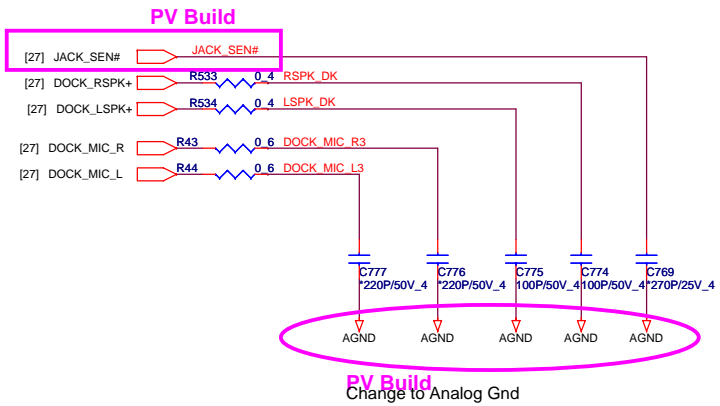 PV Build
[27] JACK_SEN# JACK_SEN#
[27] DOCK_RSPK+ R533 0_4 RSPK_DK
[27] DOCK_LSPK+ R534 0_4 LSPK_DK
[27] DOCK_MIC_R R43 0_6 DOCK_MIC_R3
[27] DOCK_MIC_L R44 0_6 DOCK_MIC_L3
C777 C776 C775 C774 C769
*220P/50V_4 *220P/50V_4 100P/50V_4 100P/50V_4 *270P/25V_4
AGND AGND AGND AGND AGND
PV Build
Change to Analog Gnd